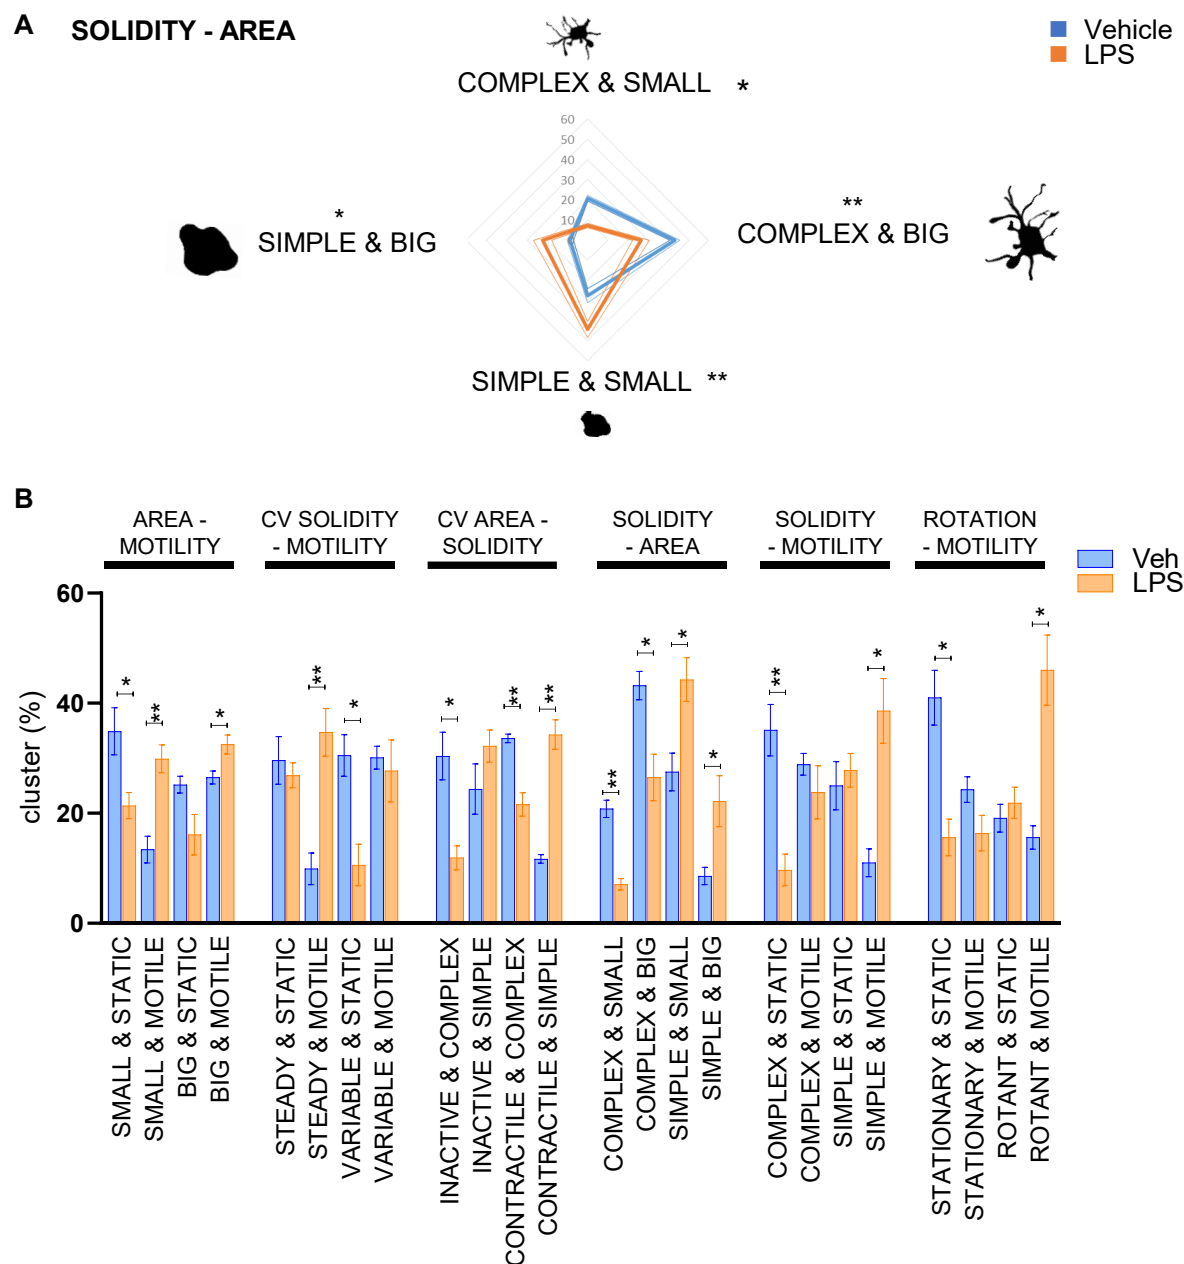 A SOLIDITY - AREA
Vehicle
LPS
COMPLEX & SMALL *
60
50
40
30
20
10
*
SIMPLE & BIG
**
COMPLEX & BIG
SIMPLE & SMALL **
B
AREA -
MOTILITY
CV SOLIDITY
- MOTILITY
CV AREA -
SOLIDITY
SOLIDITY
- AREA
SOLIDITY
- MOTILITY
ROTATION
- MOTILITY
Veh
LPS
cluster (%)
60
40
20
0
* ** * ** * * ** ** ** * * * ** * * *
SMALL & STATIC
SMALL & MOTILE
BIG & STATIC
BIG & MOTILE
STEADY & STATIC
STEADY & MOTILE
VARIABLE & STATIC
VARIABLE & MOTILE
INACTIVE & COMPLEX
INACTIVE & SIMPLE
CONTRACTILE & COMPLEX
CONTRACTILE & SIMPLE
COMPLEX & SMALL
COMPLEX & BIG
SIMPLE & SMALL
SIMPLE & BIG
COMPLEX & STATIC
COMPLEX & MOTILE
SIMPLE & STATIC
SIMPLE & MOTILE
STATIONARY & STATIC
STATIONARY & MOTILE
ROTANT & STATIC
ROTANT & MOTILE